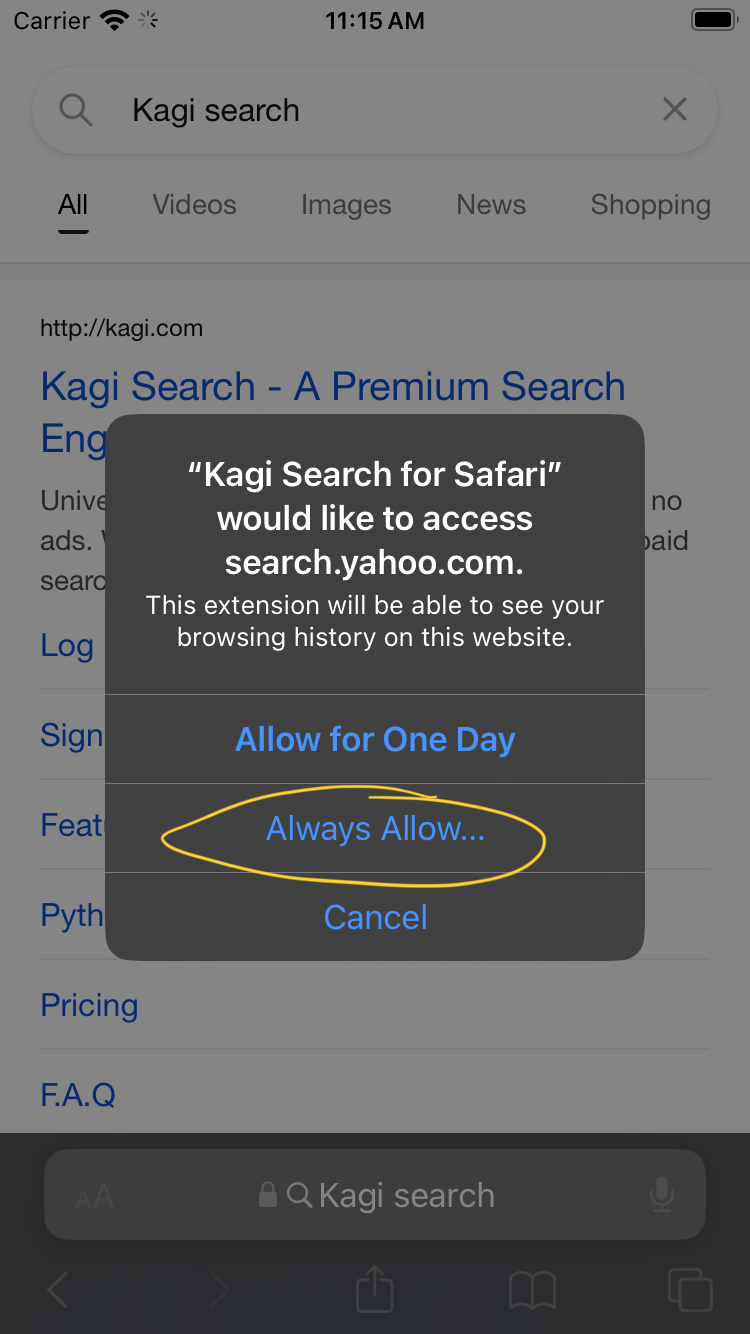 Carrier 11:15 AM
Kagi search
All Videos Images News Shopping
http://kagi.com
Kagi Search - A Premium Search
Eng
Unive no
ads. paid
searc
Log
Sign
Feat
Pyth
Pricing
F.A.Q
“Kagi Search for Safari”
would like to access
search.yahoo.com.
This extension will be able to see your
browsing history on this website.
Allow for One Day
Always Allow...
Cancel
AA Kagi search